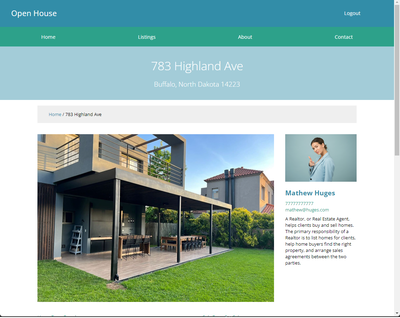 Open House
Logout
Home
Listings
About
Contact
783 Highland Ave
Buffalo, North Dakota 14223
Home / 783 Highland Ave
Mathew Huges
???????????
mathew@huges.com
A Realtor, or Real Estate Agent,
helps clients buy and sell homes.
The primary responsibility of a
Realtor is to list homes for clients,
help home buyers find the right
property, and arrange sales
agreements between the two
parties.